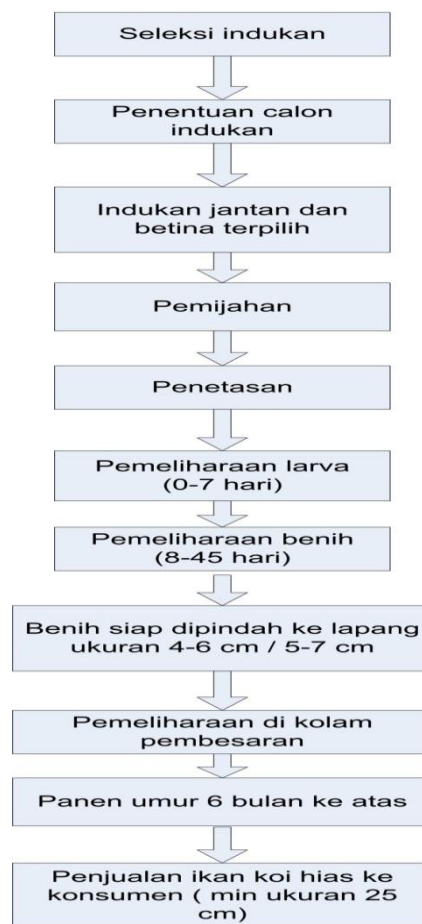 Seleksi indukan
Penentuan calon
indukan
Indukan jantan dan
betina terpilih
Pemijahan
Penetasan
Pemeliharaan larva
(0-7 hari)
Pemeliharaan benih
(8-45 hari)
Benih siap dipindah ke lapang
ukuran 4-6 cm / 5-7 cm
Pemeliharaan di kolam
pembesaran
Panen umur 6 bulan ke atas
Penjualan ikan koi hias ke
konsumen ( min ukuran 25
cm)